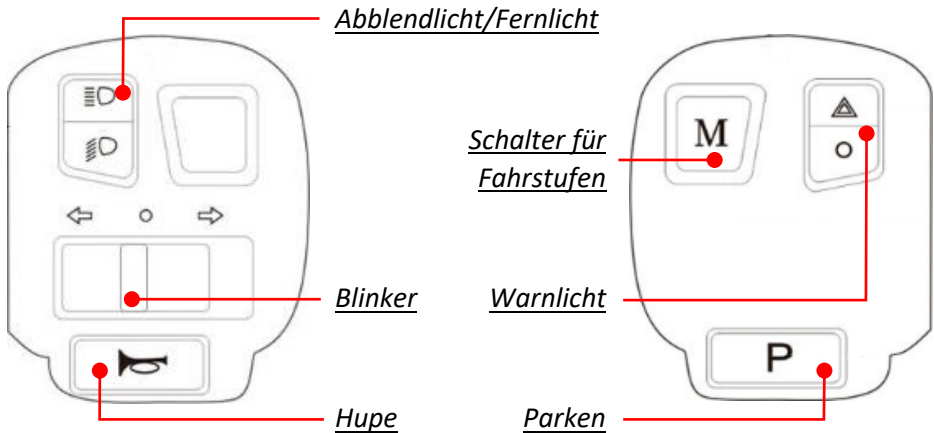 Abblendlicht/Fernlicht
M
Schalter für
Fahrstufen
Blinker
Warnlicht
P
Hupe
Parken